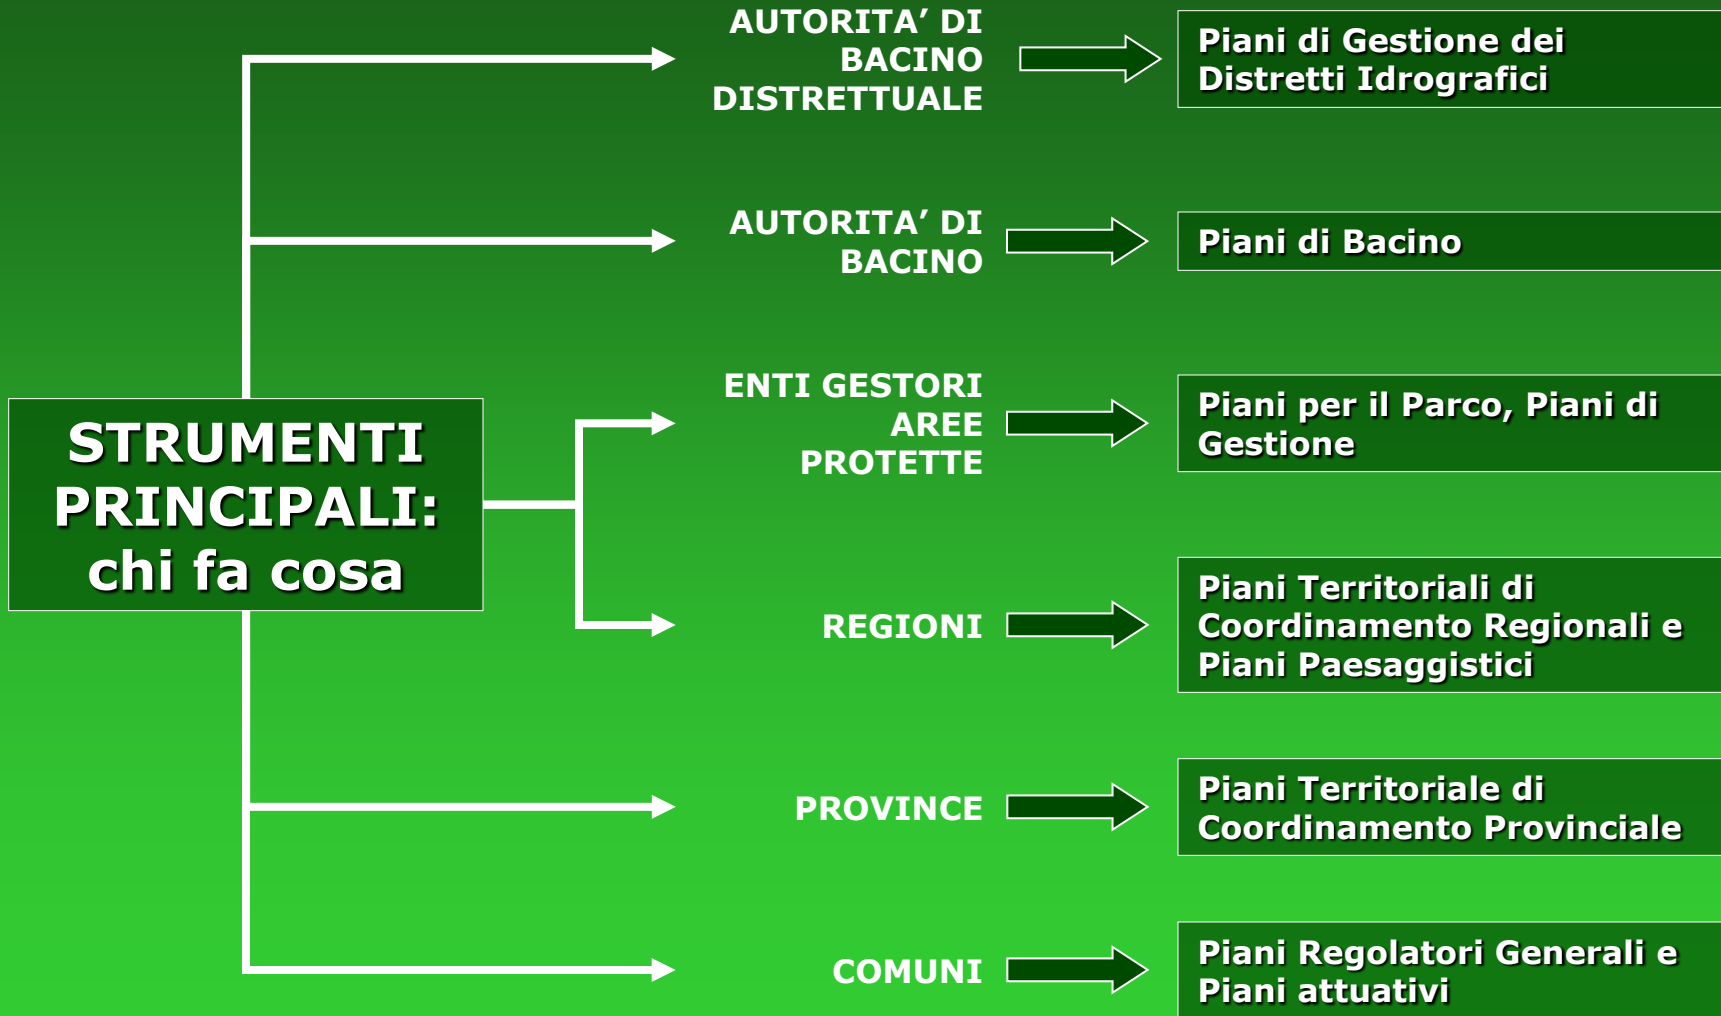 AUTORITA’ DI
BACINO
DISTRETTUALE
Piani di Gestione dei
Distretti Idrografici
AUTORITA’ DI
BACINO
Piani di Bacino
STRUMENTI
PRINCIPALI:
chi fa cosa
ENTI GESTORI
AREE
PROTETTE
Piani per il Parco, Piani di
Gestione
REGIONI
Piani Territoriali di
Coordinamento Regionali e
Piani Paesaggistici
PROVINCE
Piani Territoriale di
Coordinamento Provinciale
COMUNI
Piani Regolatori Generali e
Piani attuativi